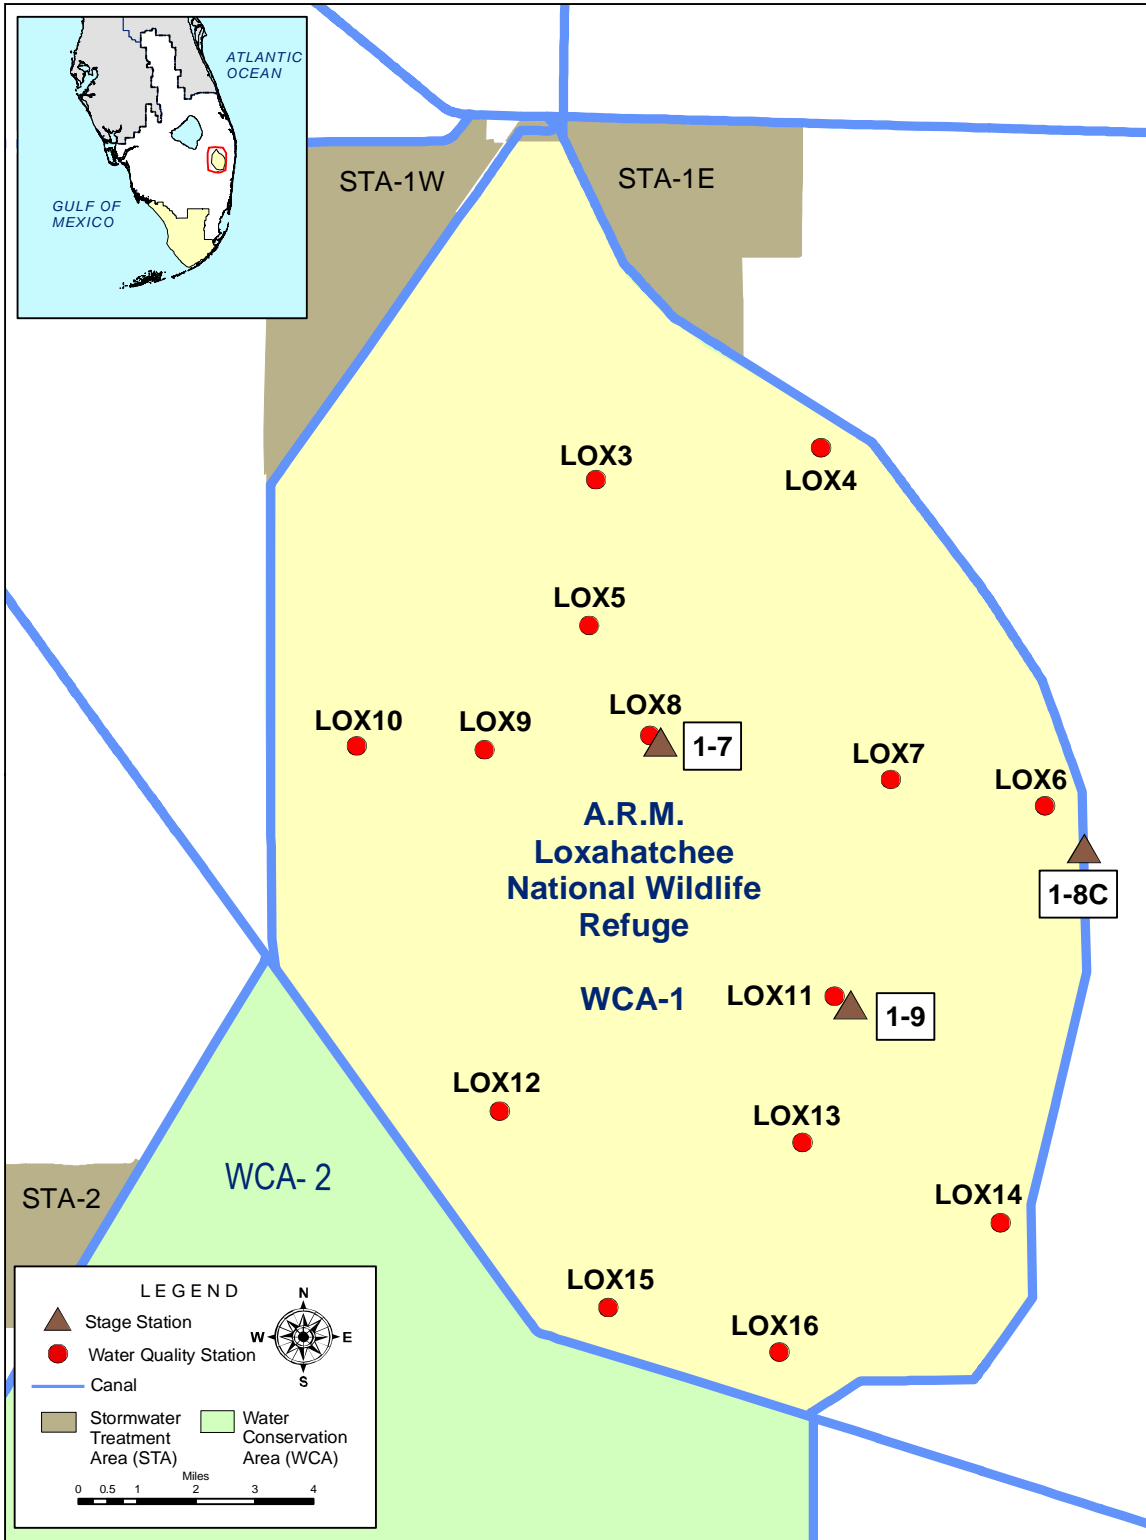 ATLANTIC
OCEAN
GULF OF
MEXICO
STA-1W
STA-1E
LOX3
LOX4
LOX5
LOX10
LOX9
LOX8
1-7
LOX7
LOX6
A.R.M.
Loxahatchee
National Wildlife
Refuge
1-8C
WCA-1
LOX11
1-9
LOX12
LOX13
WCA- 2
STA-2
LOX14
LOX15
LOX16
LEGEND
N
W
E
S
Stage Station
Water Quality Station
Canal
Stormwater
Treatment
Area (STA)
Water
Conservation
Area (WCA)
Miles
0 0.5 1 2 3 4